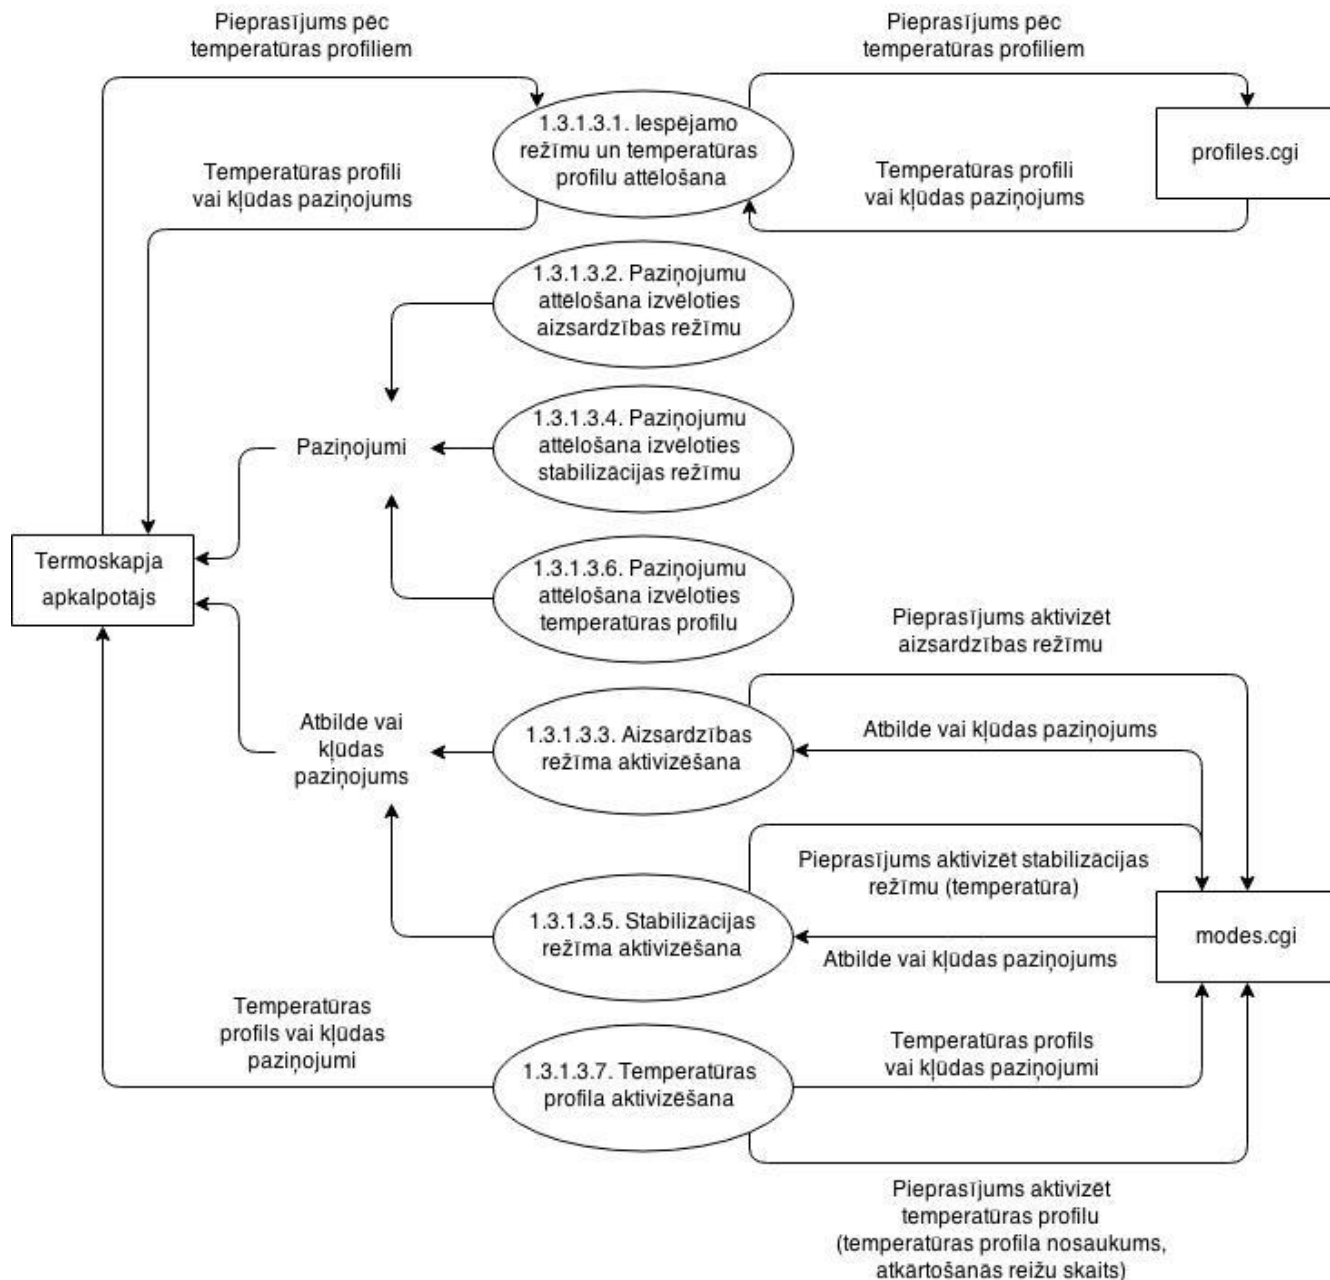 Pieprasījums pēc
temperatūras profiliem
Pieprasījums pēc
temperatūras profiliem
1.3.1.3.1. Iespējamo
režīmu un temperatūras
profilu attēlošana
profiles.cgi
Temperatūras profili
vai kļūdas paziņojums
Temperatūras profili
vai kļūdas paziņojums
1.3.1.3.2. Paziņojumu
attēlošana izvēloties
aizsardzības režīmu
1.3.1.3.4. Paziņojumu
attēlošana izvēloties
stabilizācijas režīmu
Paziņojumi
Termoskapja
apkalpotājs
1.3.1.3.6. Paziņojumu
attēlošana izvēloties
temperatūras profilu
Pieprasījums aktivizēt
aizsardzības režīmu
Atbilde vai
kļūdas
paziņojums
1.3.1.3.3. Aizsardzības
režīma aktivizēšana
Atbilde vai kļūdas paziņojums
Pieprasījums aktivizēt stabilizācijas
režīmu (temperatūra)
1.3.1.3.5. Stabilizācijas
režīma aktivizēšana
modes.cgi
Atbilde vai kļūdas paziņojums
Temperatūras
profils vai kļūdas
paziņojumi
1.3.1.3.7. Temperatūras
profila aktivizēšana
Temperatūras profils
vai kļūdas paziņojumi
Pieprasījums aktivizēt
temperatūras profilu
(temperatūras profila nosaukums,
atkārtošanās reižu skaits)